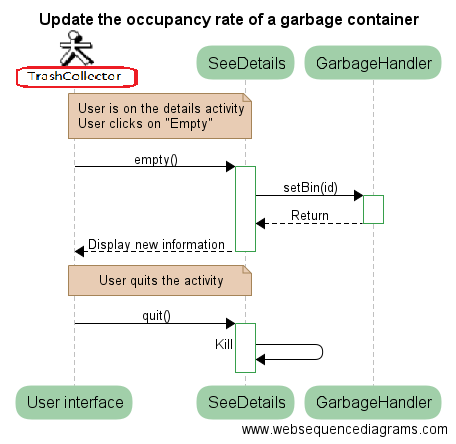 Update the occupancy rate of a garbage container
TrashCollector
SeeDetails
GarbageHandler
User is on the details activity
User clicks on "Empty"
empty()
setBin(id)
Return
Display new information
User quits the activity
quit()
Kill
User interface
SeeDetails
GarbageHandler
www.websequencediagrams.com